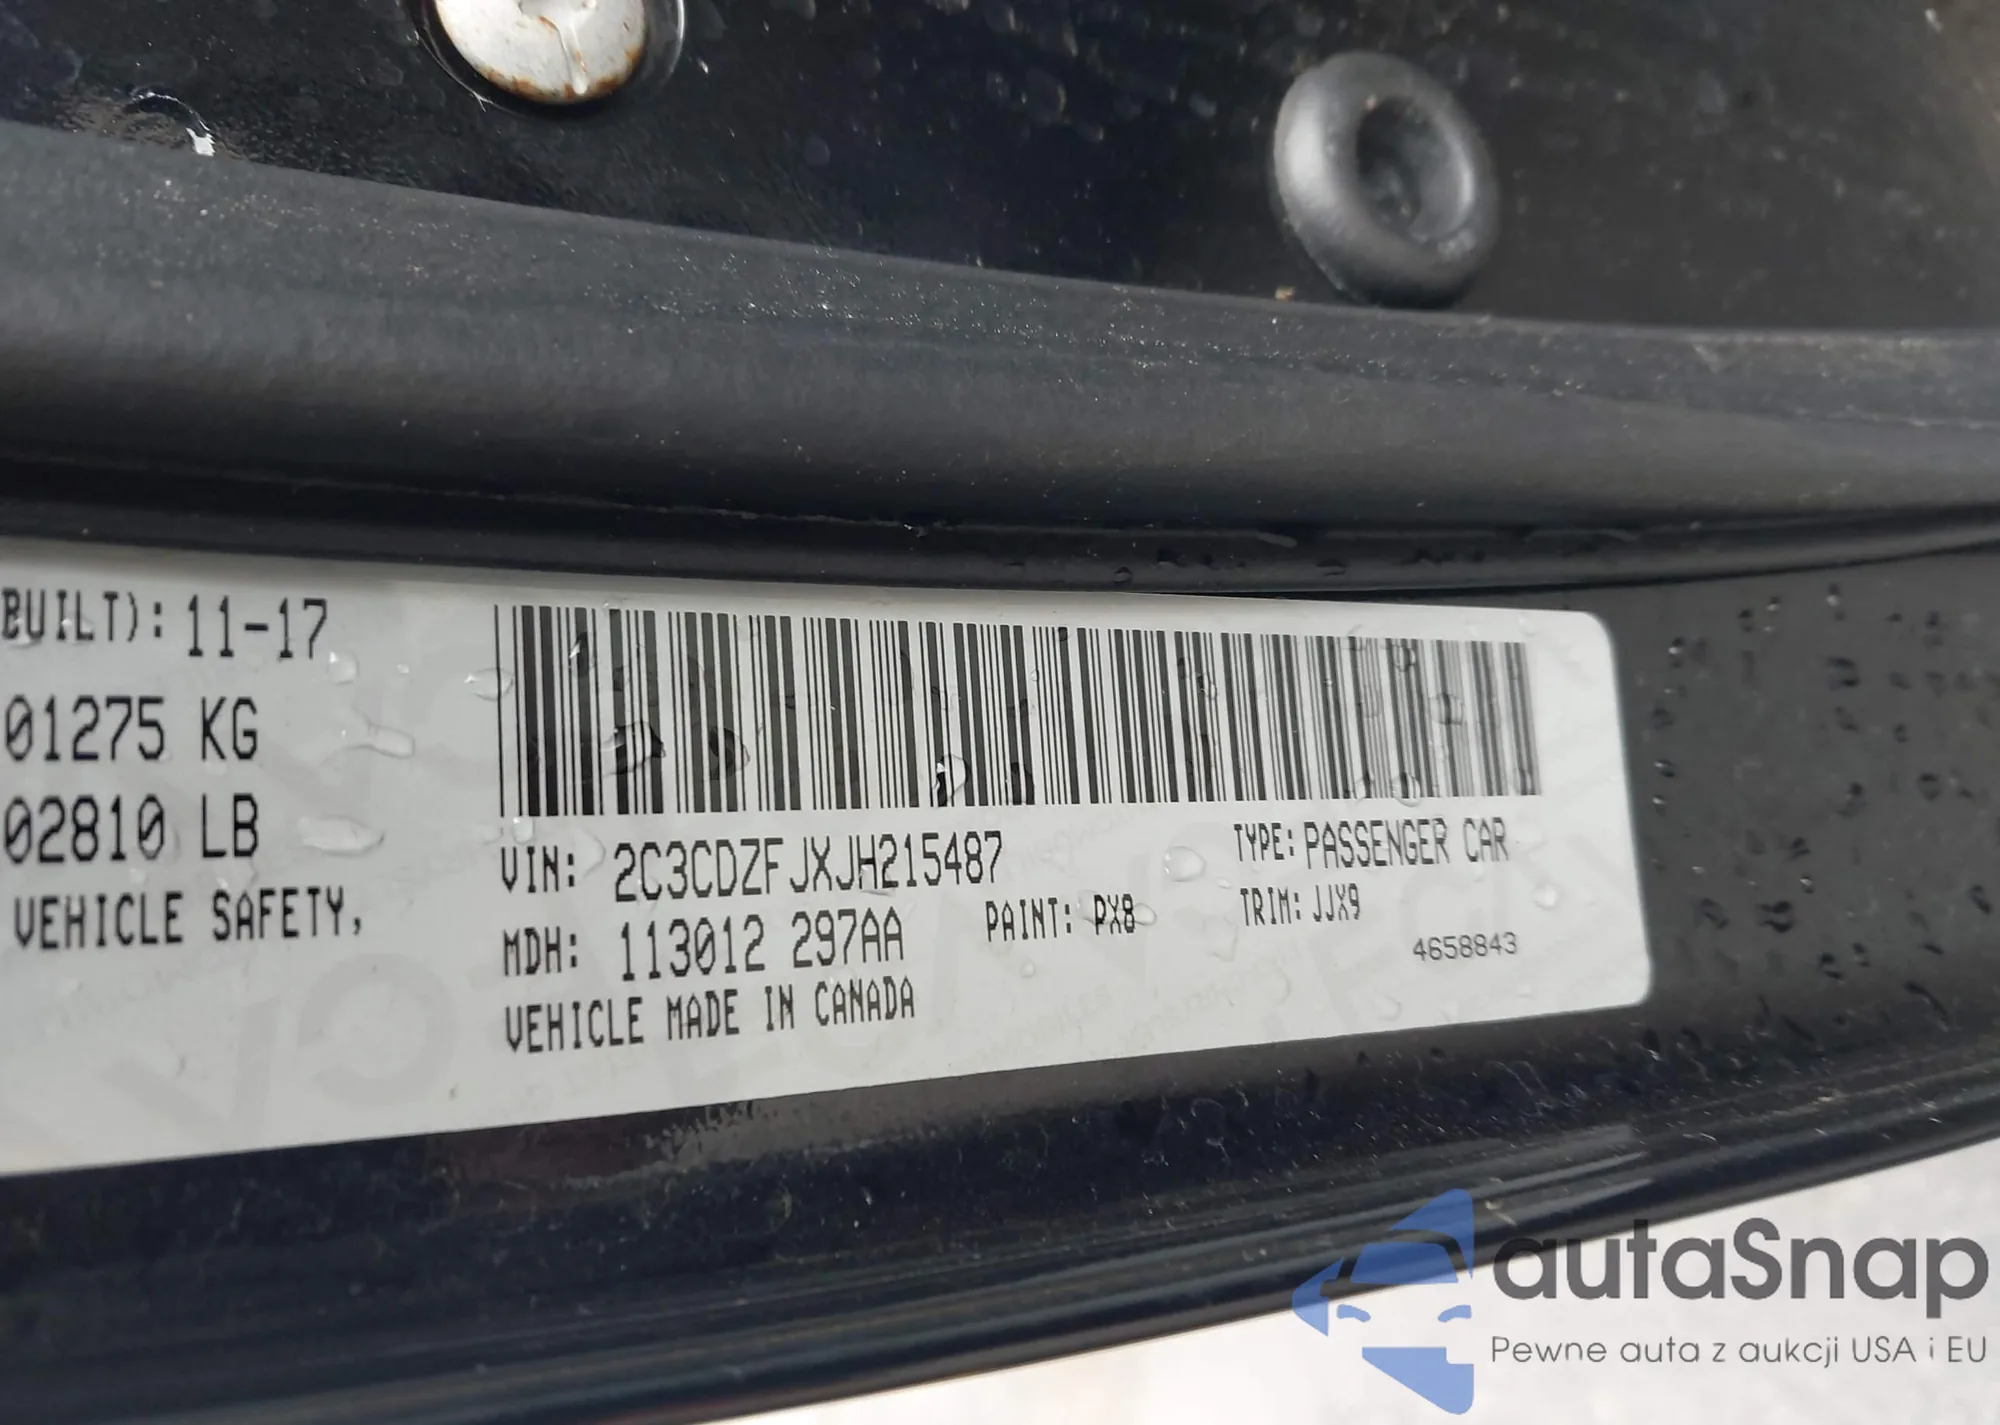 BUILT): 11-17
01275 KG
02810 LB
VEHICLE SAFETY,
VIN: 2C3CDZFJXJH215487
TYPE: PASSENGER CAR
MDH: 113012 297AA
PAINT: PX8
TRIM: JJX9
4658843
VEHICLE MADE IN CANADA
autaSnap
Pewne auta z aukcji USA i EU